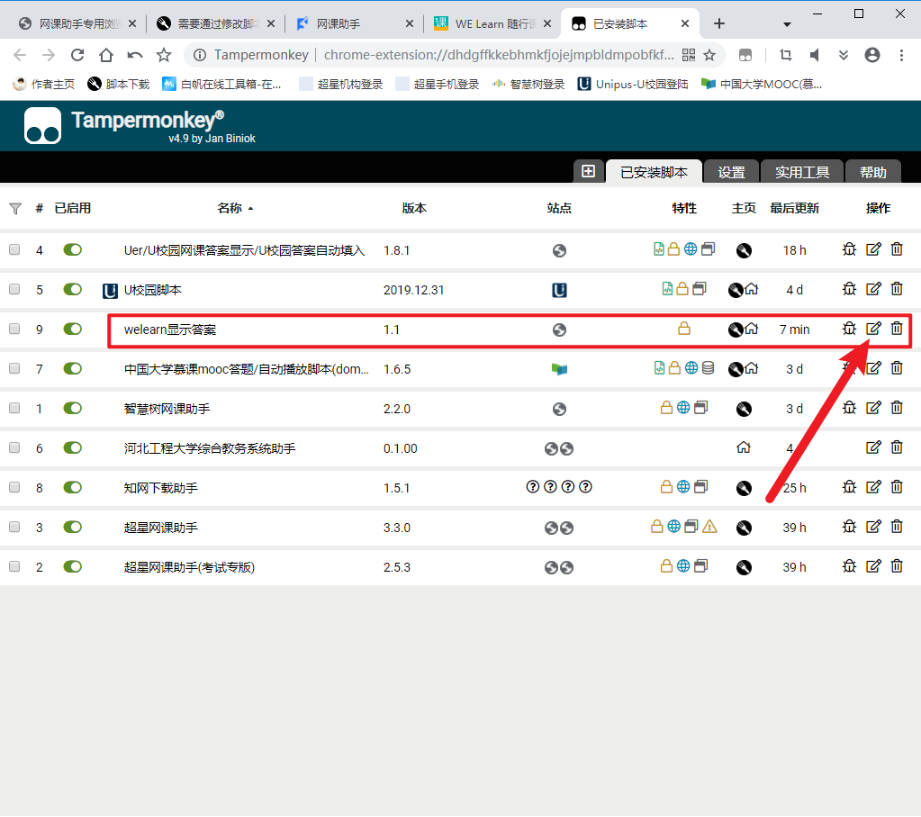 网课助手专用浏 需要通过修改脚本 网课助手 WE Learn 随行课 已安装脚本
Tampermonkey chrome-extension://dhdgffkkebhmkfjojejmpbldmpobfkf...
作者主页 脚本下载 白帆在线工具箱-在... 超星机构登录 超星手机登录 智慧树登录 Unipus-U校园登陆 中国大学MOOC(慕...
Tampermonkey®
v4.9 by Jan Biniok
已安装脚本 设置 实用工具 帮助
# 已启用 名称 版本 站点 特性 主页 最后更新 操作
4 Uer/U校园网课答案显示/U校园答案自动填入 1.8.1 18 h
5 U校园脚本 2019.12.31 4 d
9 welearn显示答案 1.1 7 min
7 中国大学慕课mooc答题/自动播放脚本(dom... 1.6.5 3 d
1 智慧树网课助手 2.2.0 3 d
6 河北工程大学综合教务系统助手 0.1.00 4
8 知网下载助手 1.5.1 25 h
3 超星网课助手 3.3.0 39 h
2 超星网课助手(考试专版) 2.5.3 39 h